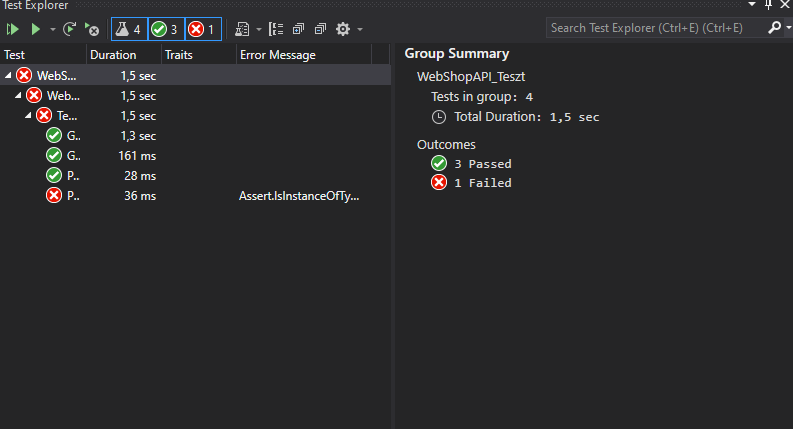 Test Explorer
4 3 1 Search Test Explorer (Ctrl+E) (Ctrl+E)
Test Duration Traits Error Message
WebS... 1,5 sec
Web... 1,5 sec
Te... 1,5 sec
G.. 1,3 sec
G.. 161 ms
P.. 28 ms
P.. 36 ms Assert.IsInstanceOfTy...
Group Summary
WebShopAPI_Teszt
Tests in group: 4
Total Duration: 1,5 sec
Outcomes
3 Passed
1 Failed